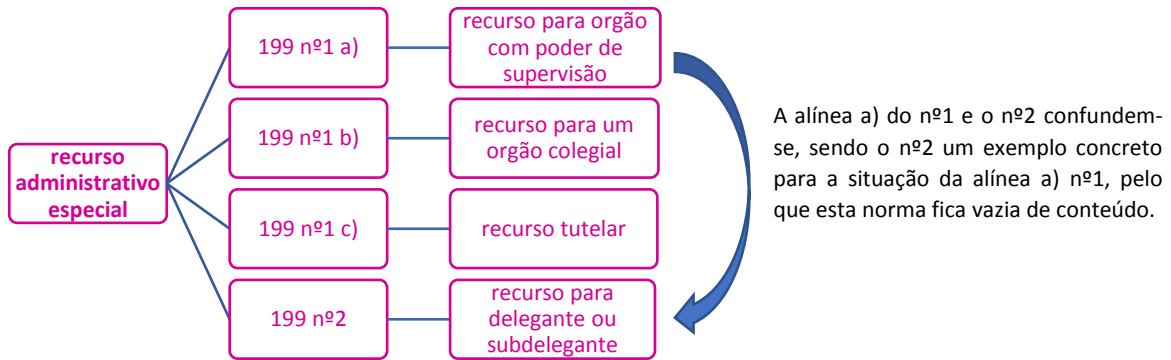 recurso
administrativo
especial
199 nº1 a)
recurso para orgão
com poder de
supervisão
199 nº1 b)
recurso para um
orgão colegial
199 nº1 c)
recurso tutelar
199 nº2
recurso para
delegante ou
subdelegante
A alínea a) do nº1 e o nº2 confundem-
se, sendo o nº2 um exemplo concreto
para a situação da alínea a) nº1, pelo
que esta norma fica vazia de conteúdo.